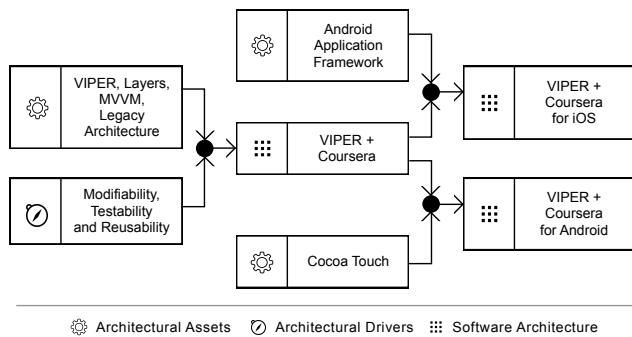 Android
Application
Framework
VIPER, Layers,
MVVM,
Legacy
Architecture
VIPER +
Coursera
for iOS
VIPER +
Coursera
Modifiability,
Testability
and Reusability
VIPER +
Coursera
for Android
Cocoa Touch
Architectural Assets
Architectural Drivers
Software Architecture